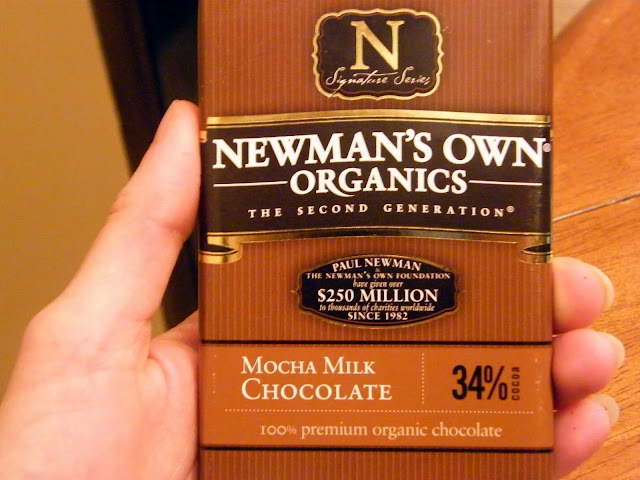 N
Signature Series
NEWMAN'S OWN®
ORGANICS
THE SECOND GENERATION®
PAUL NEWMAN
&
THE NEWMAN'S OWN FOUNDATION
have given over
$250 MILLION
to thousands of charities worldwide
SINCE 1982
MOCHA MILK
CHOCOLATE
34% cocoa
100% premium organic chocolate